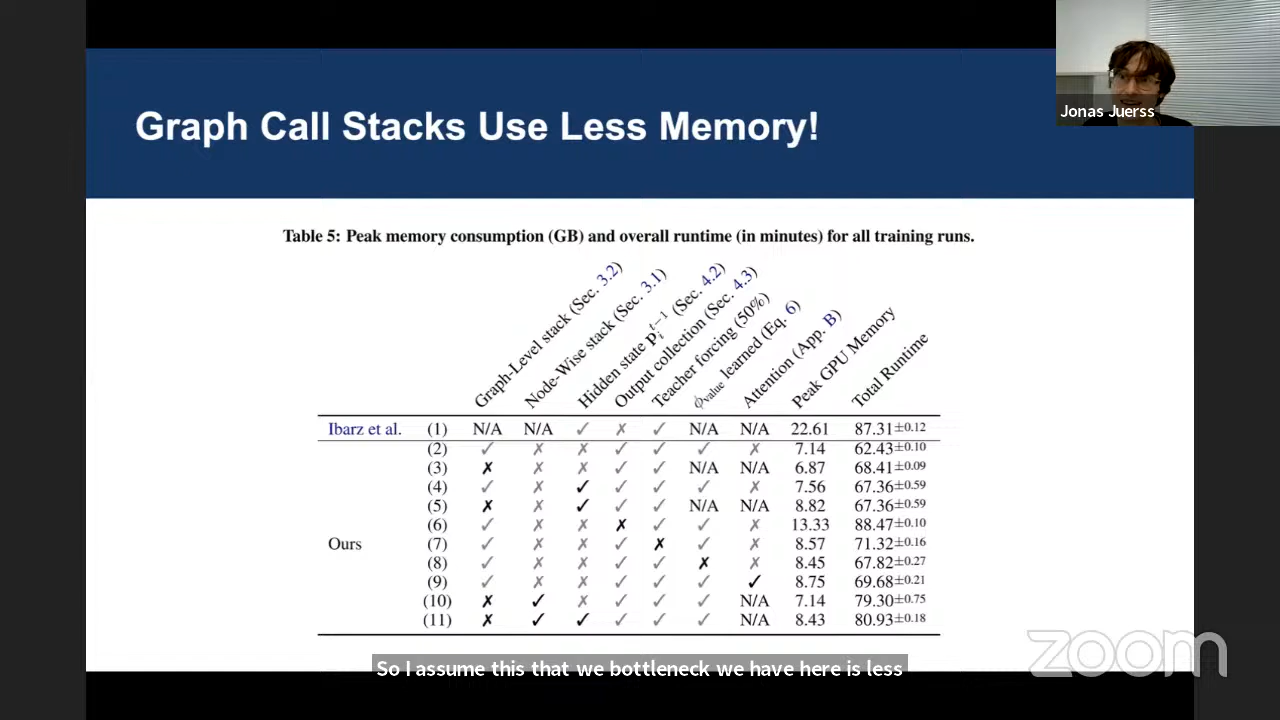 Jonas Juerss
Graph Call Stacks Use Less Memory!
Table 5: Peak memory consumption (GB) and overall runtime (in minutes) for all training runs.
Graph-Level stack (Sec. 3.2)
Node-Wise stack (Sec. 3.1)
Hidden state P_i^{t−1} (Sec. 4.2)
Output collection (Sec. 4.3)
Teacher forcing (50%)
ϕ_value learned (Eq. 6)
Attention (App. B)
Peak GPU Memory
Total Runtime
Ibarz et al. (1) N/A N/A ✓ ✗ ✓ N/A N/A 22.61 87.31±0.12
(2) ✓ ✗ ✗ ✓ ✓ ✓ ✗ 7.14 62.43±0.10
(3) ✗ ✗ ✗ ✓ ✓ N/A N/A 6.87 68.41±0.09
(4) ✓ ✗ ✓ ✓ ✓ ✓ ✗ 7.56 67.36±0.59
(5) ✗ ✗ ✓ ✓ ✓ N/A N/A 8.82 67.36±0.59
(6) ✓ ✗ ✗ ✗ ✓ ✓ ✗ 13.33 88.47±0.10
Ours (7) ✓ ✗ ✗ ✓ ✗ ✓ ✗ 8.57 71.32±0.16
(8) ✓ ✗ ✗ ✓ ✓ ✗ ✗ 8.45 67.82±0.27
(9) ✓ ✗ ✗ ✓ ✓ ✓ ✓ 8.75 69.68±0.21
(10) ✗ ✓ ✗ ✓ ✓ ✓ N/A 7.14 79.30±0.75
(11) ✗ ✓ ✓ ✓ ✓ ✓ N/A 8.43 80.93±0.18
zoom
So I assume this that we bottleneck we have here is less